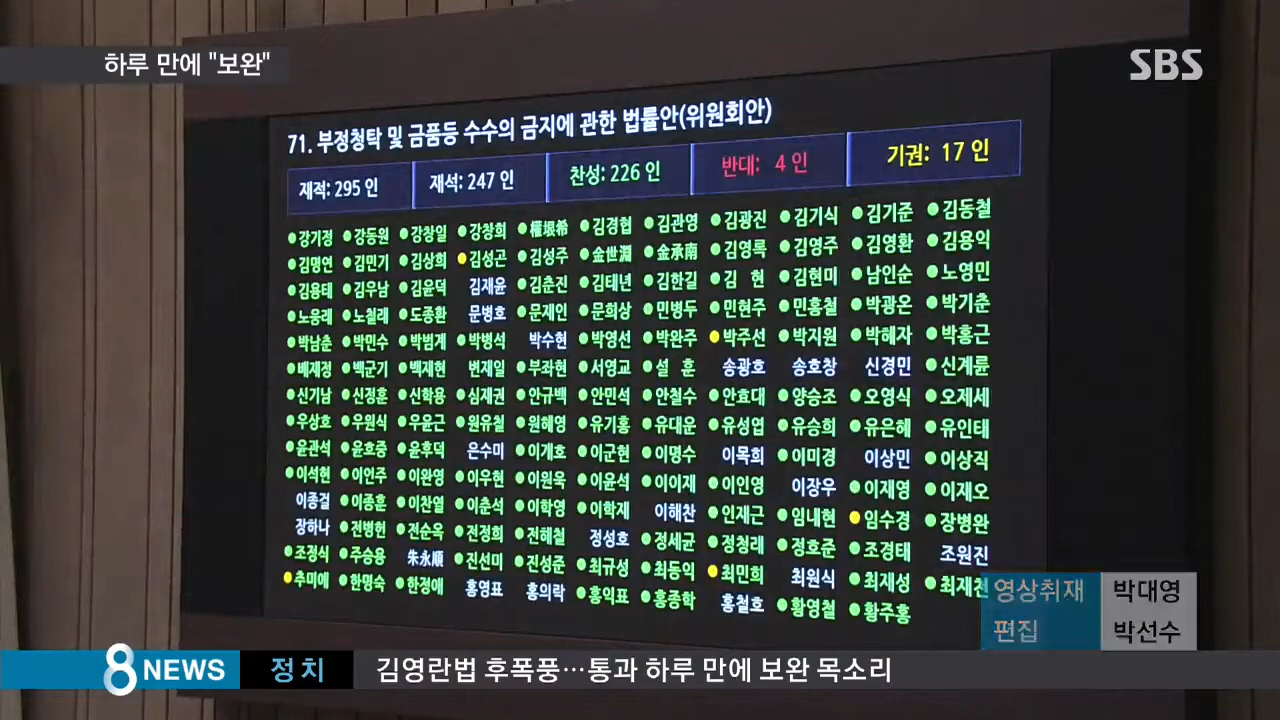 하루 만에 "보완"
SBS
71. 부정청탁 및 금품등 수수의 금지에 관한 법률안(위원회안)
재적: 295 인 재석: 247 인 찬성: 226 인 반대: 4 인 기권: 17 인
강기정 강동원 강창일 강창희 權垠希 김경협 김관영 김광진 김기식 김기준 김동철
김명연 김민기 김상희 김성곤 김성주 金世淵 金承南 김영록 김영주 김영환 김용익
김용태 김우남 김윤덕 김재윤 김춘진 김태년 김한길 김 현 김현미 남인순 노영민
노웅래 노철래 도종환 문병호 문재인 문희상 민병두 민현주 민홍철 박광온 박기춘
박남춘 박민수 박범계 박병석 박수현 박영선 박완주 박주선 박지원 박혜자 박홍근
배재정 백군기 백재현 변재일 부좌현 서영교 설 훈 송광호 송호창 신경민 신계륜
신기남 신정훈 신학용 심재권 안규백 안민석 안철수 안효대 양승조 오영식 오제세
우상호 우원식 우윤근 원유철 원혜영 유기홍 유대운 유성엽 유승희 유은혜 유인태
윤관석 윤호중 윤후덕 은수미 이개호 이군현 이명수 이목희 이미경 이상민 이상직
이석현 이언주 이완영 이우현 이원욱 이윤석 이이재 이인영 이장우 이재영 이재오
이종걸 이종훈 이찬열 이춘석 이학영 이학재 이해찬 인재근 임내현 임수경 장병완
장하나 전병헌 전순옥 전정희 전해철 정성호 정세균 정청래 정호준 조경태 조원진
조정식 주승용 朱永順 진선미 진성준 최규성 최동익 최민희 최원식 최재성 최재천
추미애 한명숙 한정애 홍영표 홍의락 홍익표 홍종학 홍철호 황영철 황주홍
영상취재 박대영
편집 박선수
8 NEWS 정치 김영란법 후폭풍…통과 하루 만에 보완 목소리